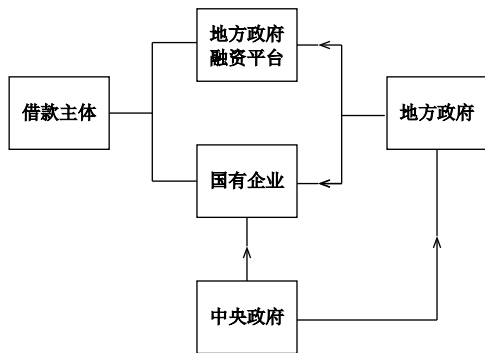 地方政府
融资平台
借款主体
地方政府
国有企业
中央政府